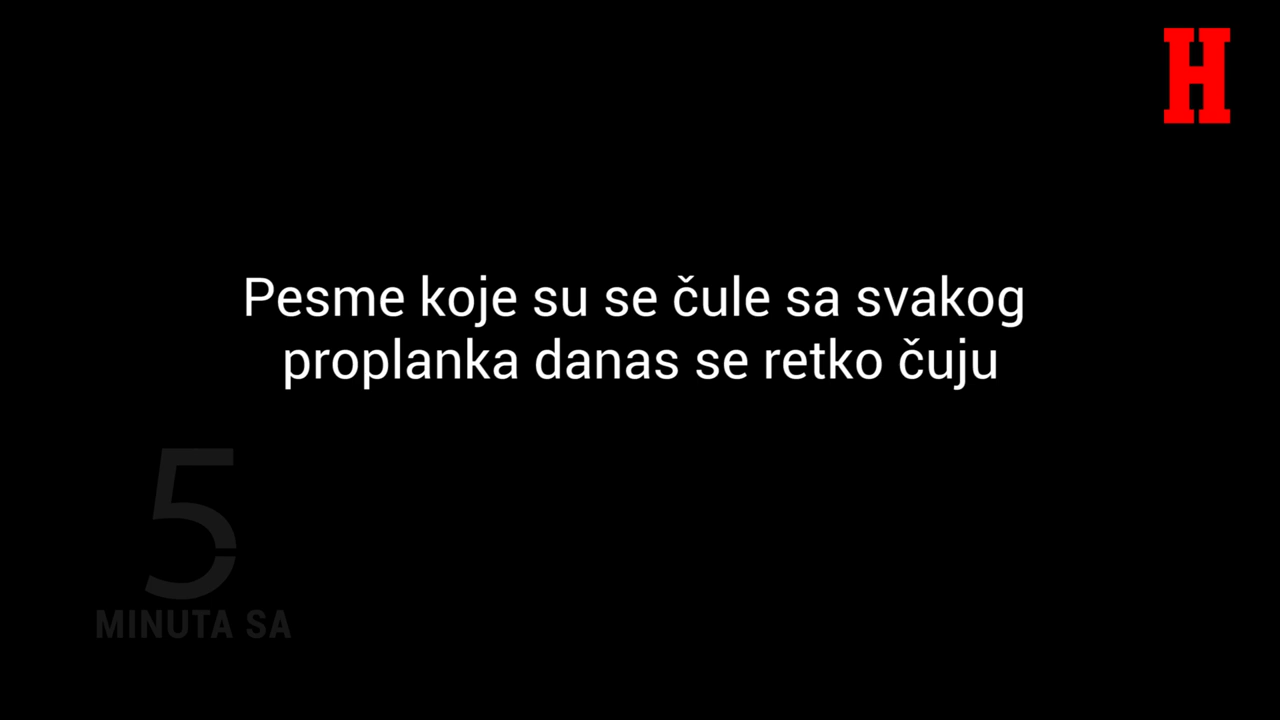 H
Pesme koje su se čule sa svakog
proplanka danas se retko čuju
5
MINUTA SA